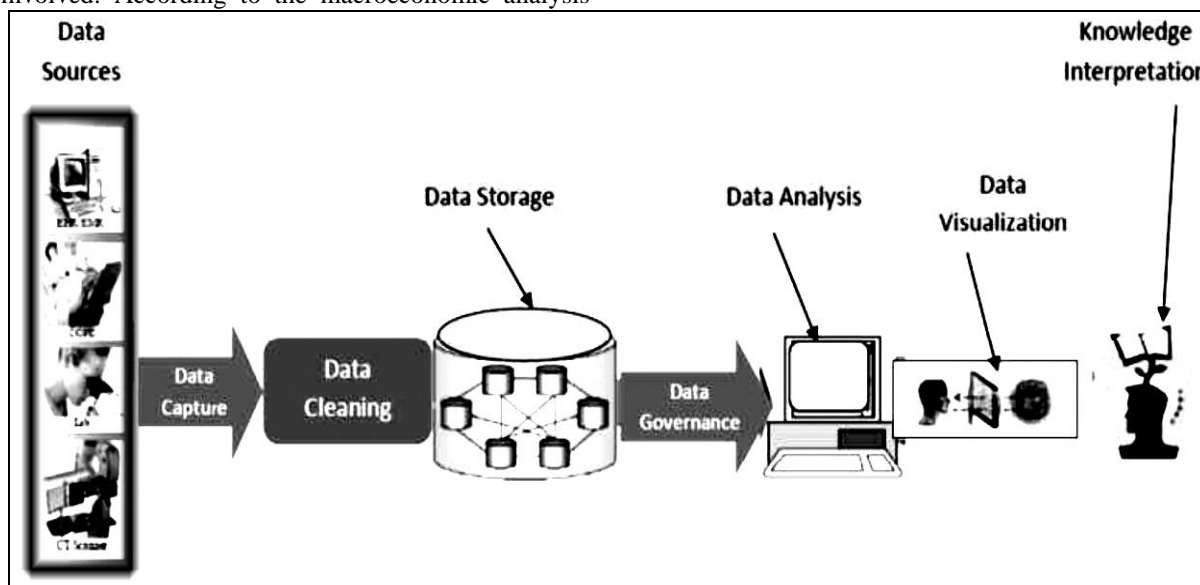 involved. According to the macroeconomic analysis
Data
Sources
Knowledge
Interpretation
Data Storage
Data Analysis
Data
Visualization
Data
Capture
Data
Cleaning
Data
Governance
Lab
CT Scanner